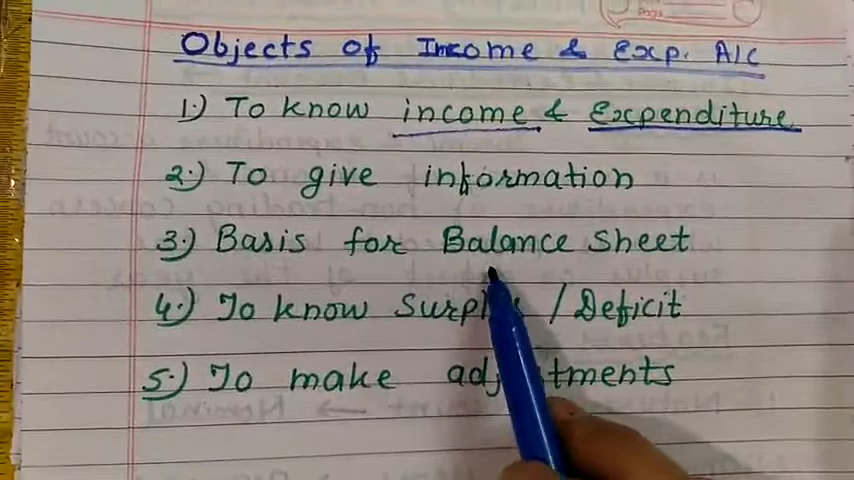 Objects of Income & Exp. A/C
1.) To know income & Expenditure
2.) To give information
3.) Basis for Balance Sheet
4.) To know / Deficit
5.) To make